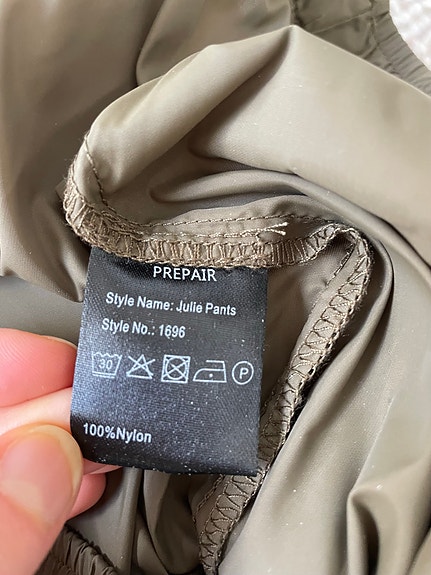 PREPAIR
Style Name: Julie Pants
Style No.: 1696
30 P
100%Nylon